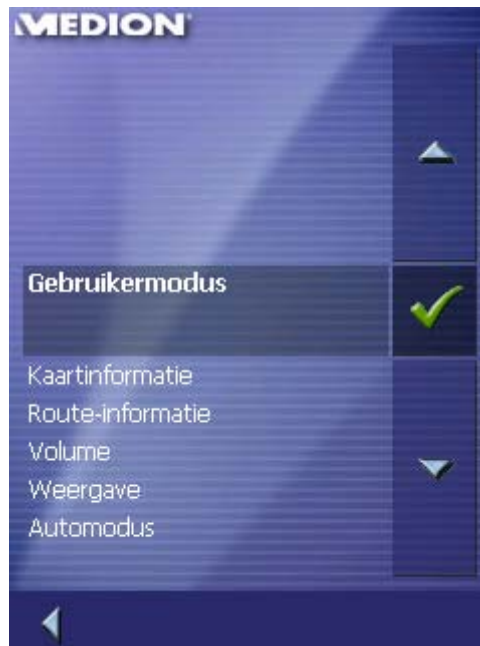 MEDION
Gebruikermodus
Kaartinformatie
Route-informatie
Volume
Weergave
Automodus